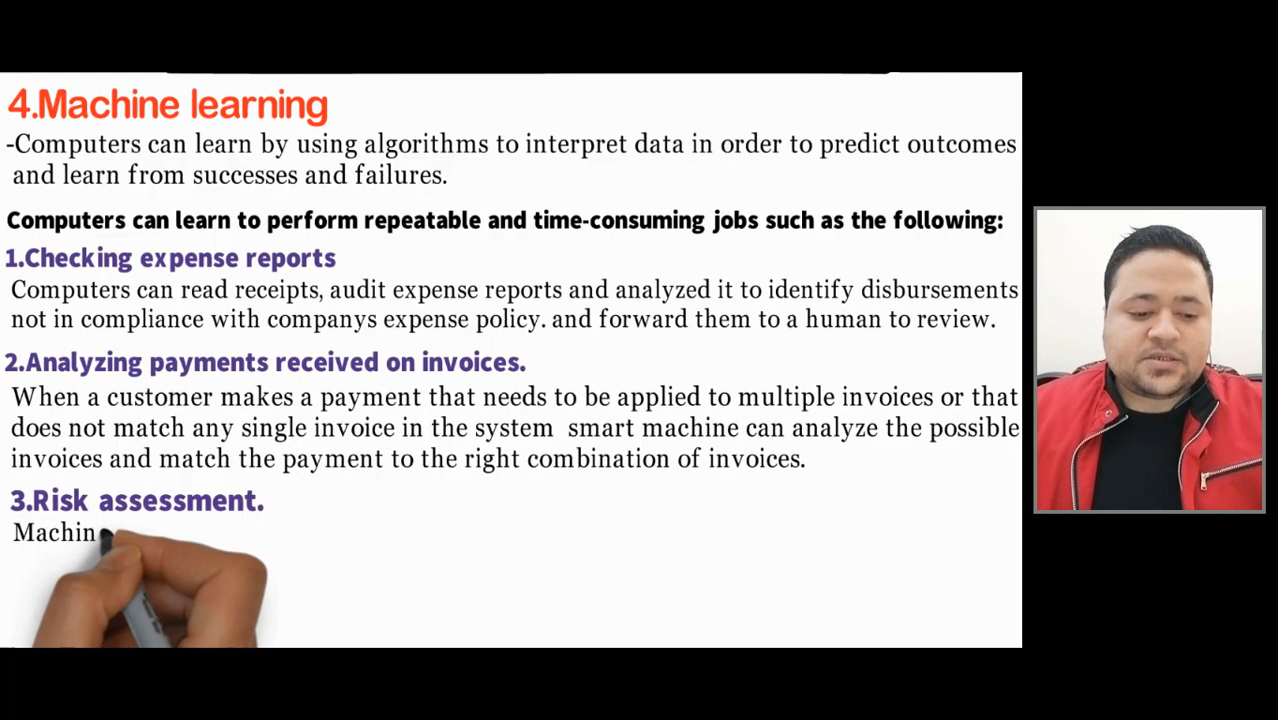 4.Machine learning
-Computers can learn by using algorithms to interpret data in order to predict outcomes
and learn from successes and failures.
Computers can learn to perform repeatable and time-consuming jobs such as the following:
1.Checking expense reports
Computers can read receipts, audit expense reports and analyzed it to identify disbursements
not in compliance with companys expense policy. and forward them to a human to review.
2.Analyzing payments received on invoices.
When a customer makes a payment that needs to be applied to multiple invoices or that
does not match any single invoice in the system smart machine can analyze the possible
invoices and match the payment to the right combination of invoices.
3.Risk assessment.
Machin